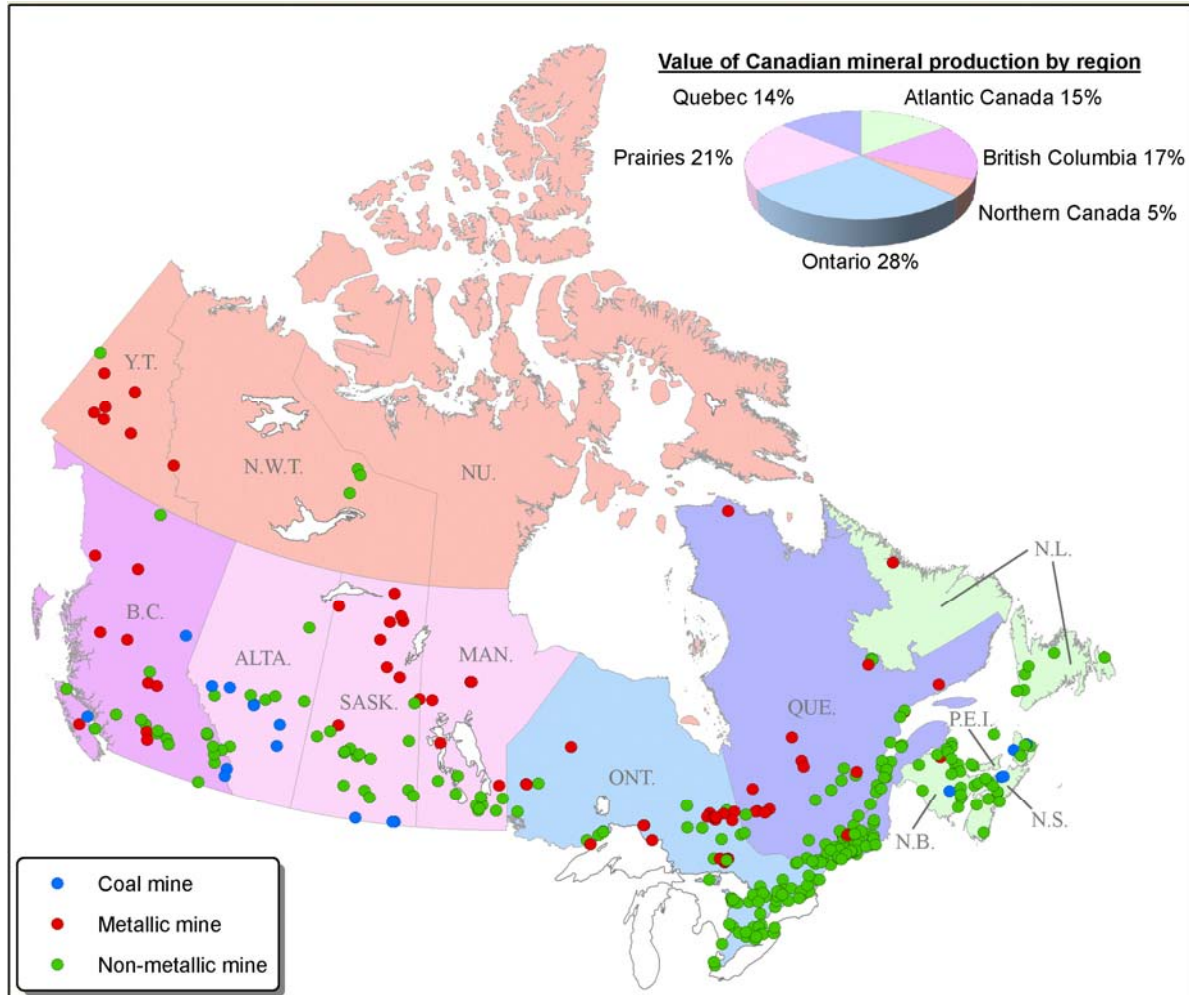 Value of Canadian mineral production by region
Quebec 14%
Atlantic Canada 15%
Prairies 21%
British Columbia 17%
Northern Canada 5%
Ontario 28%
Y.T.
N.W.T.
NU.
N.L.
B.C.
ALTA.
MAN.
SASK.
QUE.
P.E.I.
ONT.
N.S.
N.B.
Coal mine
Metallic mine
Non-metallic mine